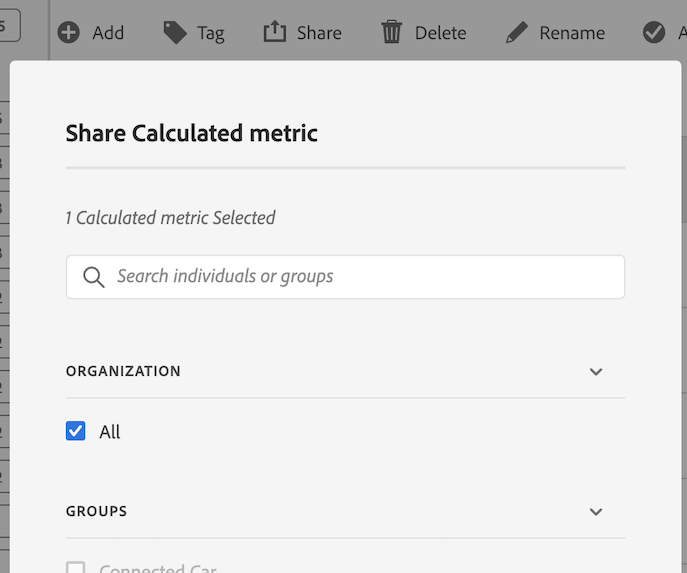 Add Tag Share Delete Rename
Share Calculated metric
1 Calculated metric Selected
Search individuals or groups
ORGANIZATION
All
GROUPS
Connected Car